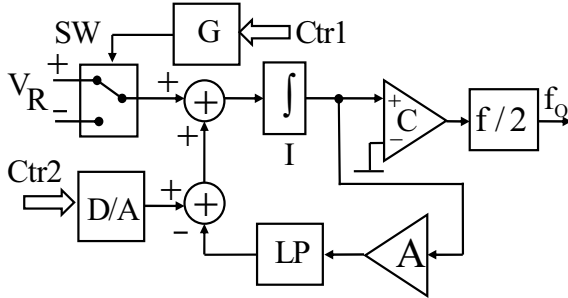 SW
G
Ctr1
+
V_R
−
+
+
+
∫
I
+
C
−
f/2
f_O
Ctr2
D/A
+
+
−
LP
A